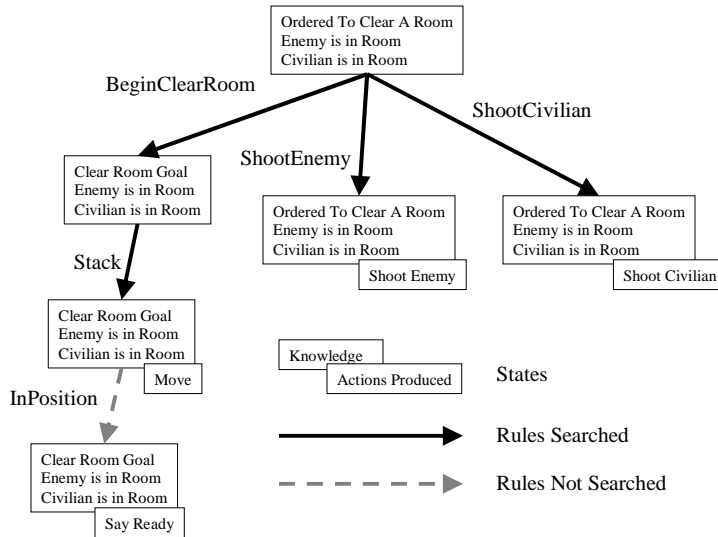 Ordered To Clear A Room
Enemy is in Room
Civilian is in Room
BeginClearRoom
ShootCivilian
ShootEnemy
Clear Room Goal
Enemy is in Room
Civilian is in Room
Ordered To Clear A Room
Enemy is in Room
Civilian is in Room
Shoot Enemy
Ordered To Clear A Room
Enemy is in Room
Civilian is in Room
Shoot Civilian
Stack
Clear Room Goal
Enemy is in Room
Civilian is in Room
Move
Knowledge
Actions Produced
States
InPosition
Rules Searched
Clear Room Goal
Enemy is in Room
Civilian is in Room
Say Ready
Rules Not Searched